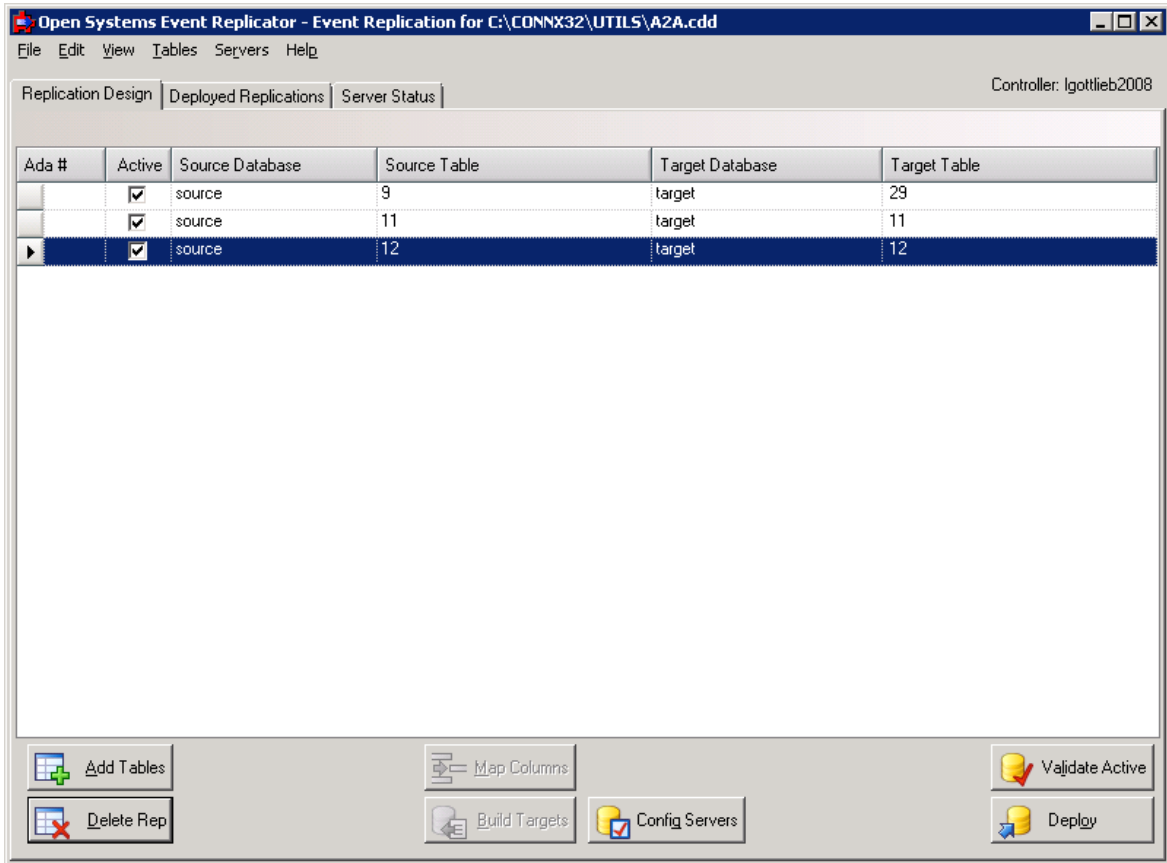 Open Systems Event Replicator - Event Replication for C:\CONNX32\UTILS\A2A.cdd
File Edit View Tables Servers Help
Replication Design Deployed Replications Server Status Controller: lgottlieb2008
Ada # Active Source Database Source Table Target Database Target Table
source 9 target 29
source 11 target 11
source 12 target 12
Add Tables Map Columns Validate Active
Delete Rep Build Targets Config Servers Deploy